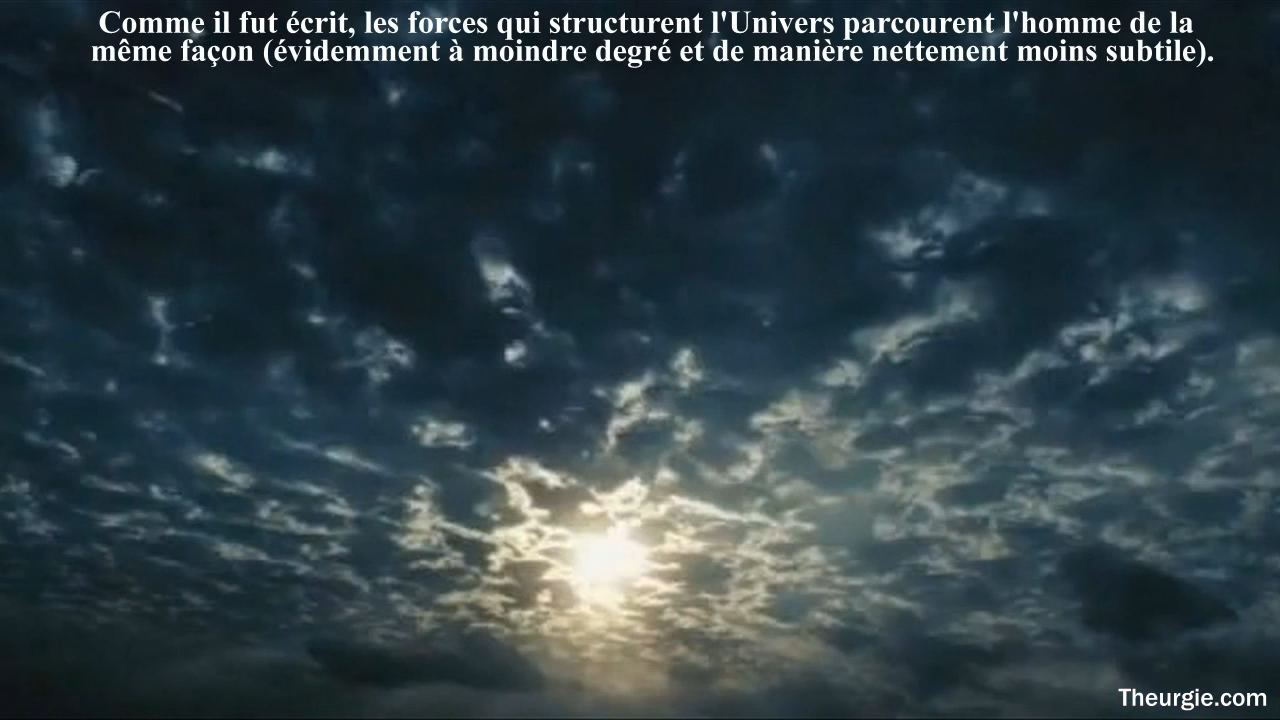 Comme il fut écrit, les forces qui structurent l'Univers parcourent l'homme de la
même façon (évidemment à moindre degré et de manière nettement moins subtile).
Theurgie.com